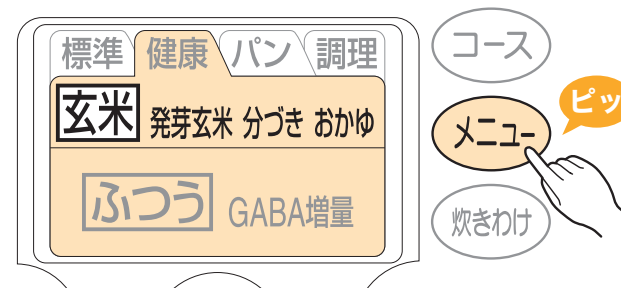 標準 健康 パン 調理
玄米 発芽玄米 分づき おかゆ
ふつう GABA増量
コース
メニュー
ピッ
炊きわけ